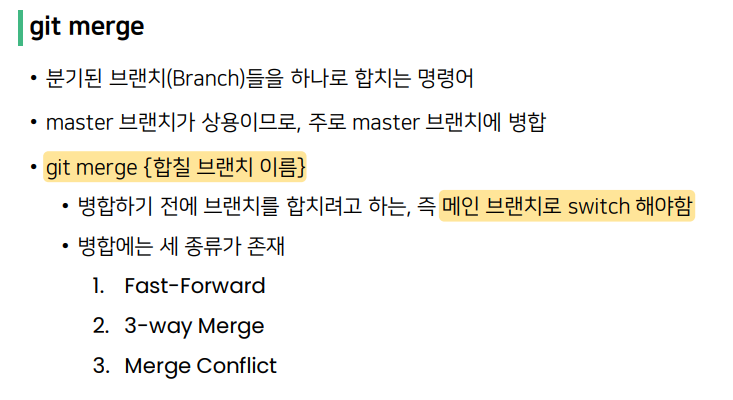 git merge
• 분기된 브랜치(Branch)들을 하나로 합치는 명령어
• master 브랜치가 상용이므로, 주로 master 브랜치에 병합
• git merge {합칠 브랜치 이름}
• 병합하기 전에 브랜치를 합치려고 하는, 즉 메인 브랜치로 switch 해야함
• 병합에는 세 종류가 존재
1. Fast-Forward
2. 3-way Merge
3. Merge Conflict